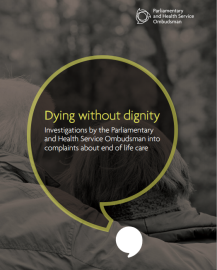 Parliamentary
and Health Service
Ombudsman
Dying without dignity
Investigations by the Parliamentary
and Health Service Ombudsman into
complaints about end of life care